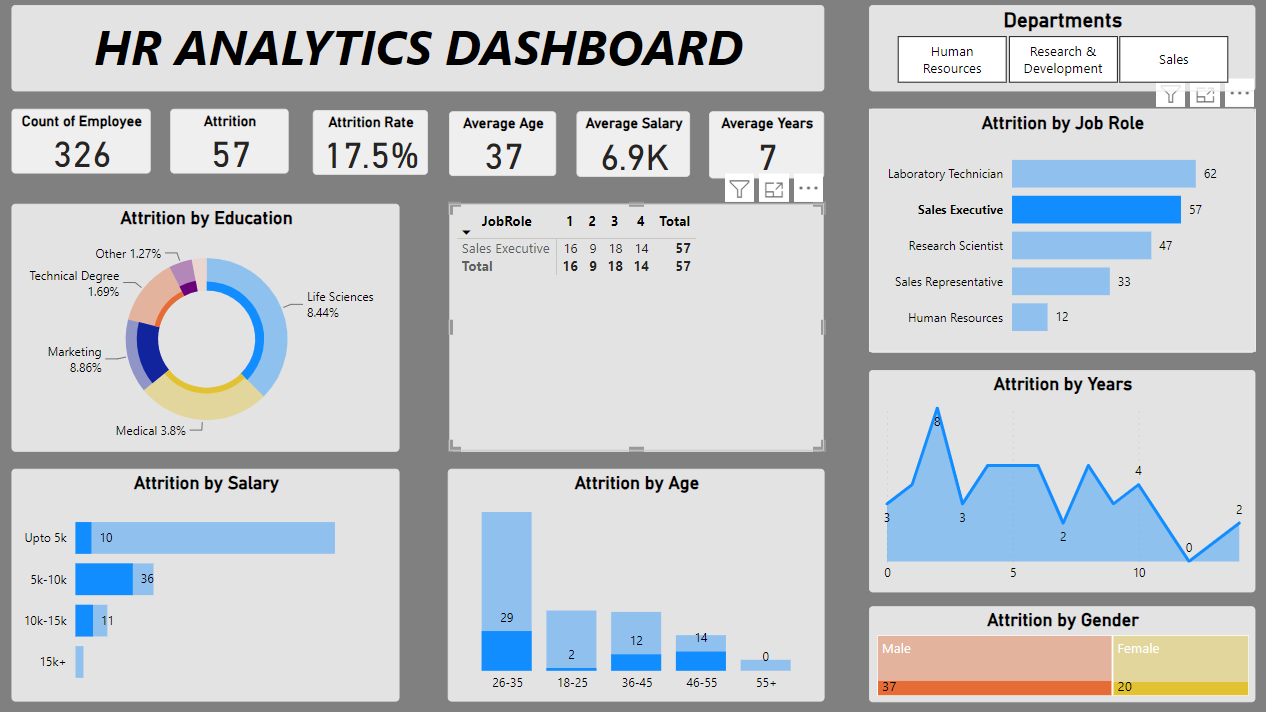 HR ANALYTICS DASHBOARD
Departments
Human
Resources
Research &
Development
Sales
Count of Employee
326
Attrition
57
Attrition Rate
17.5%
Average Age
37
Average Salary
6.9K
Average Years
7
Attrition by Education
Other 1.27%
Technical Degree
1.69%
Life Sciences
8.44%
Marketing
8.86%
Medical 3.8%
JobRole 1 2 3 4 Total
Sales Executive 16 9 18 14 57
Total 16 9 18 14 57
Attrition by Job Role
Laboratory Technician 62
Sales Executive 57
Research Scientist 47
Sales Representative 33
Human Resources 12
Attrition by Salary
Upto 5k 10
5k-10k 36
10k-15k 11
15k+
Attrition by Age
29 2 12 14 0
26-35 18-25 36-45 46-55 55+
Attrition by Years
3 8 3 2 4 0 2
0 5 10
Attrition by Gender
Male Female
37 20